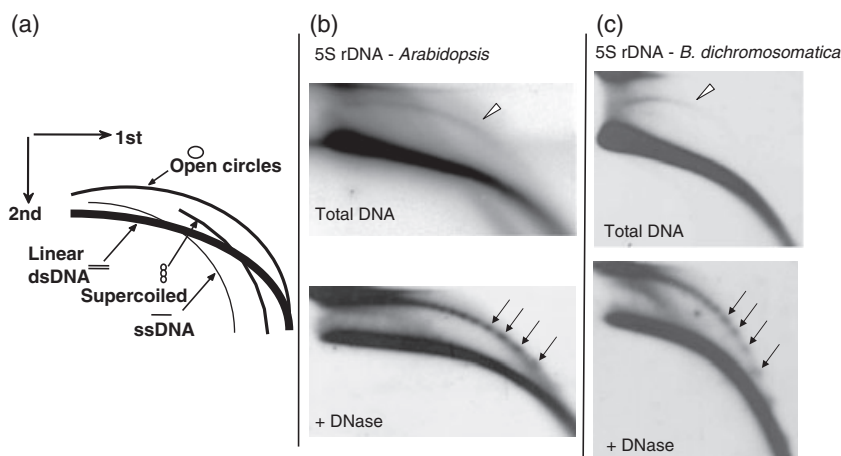 (a)
1st
Open circles
2nd
Linear
dsDNA
Supercoiled
ssDNA
(b)
5S rDNA - Arabidopsis
Total DNA
+ DNase
(c)
5S rDNA - B. dichromosomatica
Total DNA
+ DNase